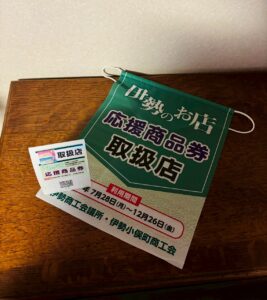 伊勢のお店
応援商品券
取扱店
利用期間
年7月28日(月)～12月26日(金)
伊勢商工会議所・伊勢小俣町商工会
取扱店
応援商品券